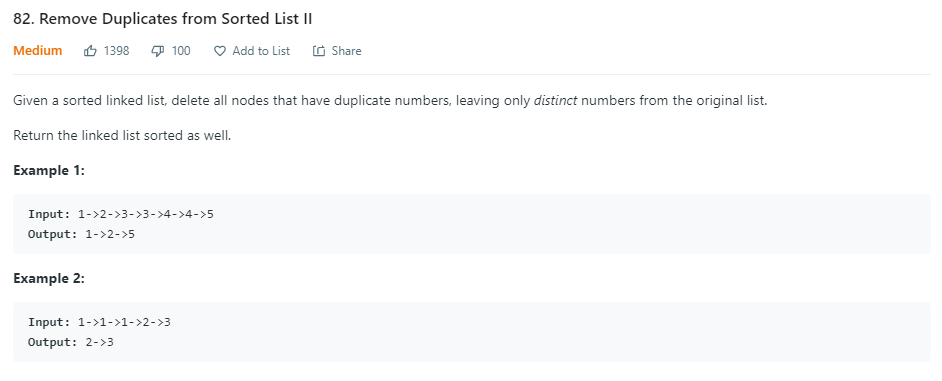 82. Remove Duplicates from Sorted List II
Medium 1398 100 Add to List Share
Given a sorted linked list, delete all nodes that have duplicate numbers, leaving only distinct numbers from the original list.
Return the linked list sorted as well.
Example 1:
Input: 1->2->3->3->4->4->5
Output: 1->2->5
Example 2:
Input: 1->1->1->2->3
Output: 2->3